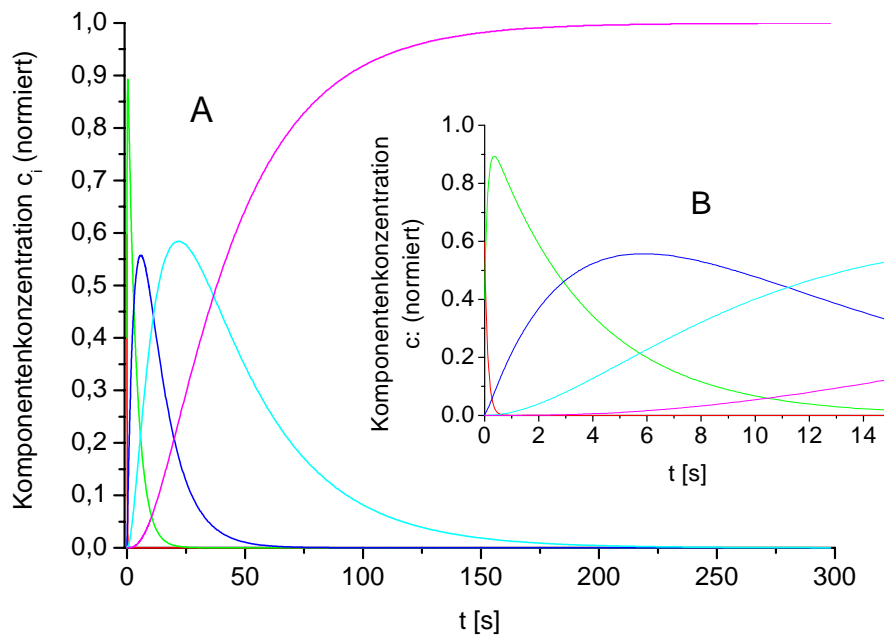 1,0
0,9
0,8
0,7
0,6
0,5
0,4
0,3
0,2
0,1
0,0
Komponentenkonzentration c_i (normiert)
A
0 50 100 150 200 250 300
t [s]
1.0
0.8
0.6
0.4
0.2
0.0
Komponentenkonzentration
c: (normiert)
B
0 2 4 6 8 10 12 14
t [s]